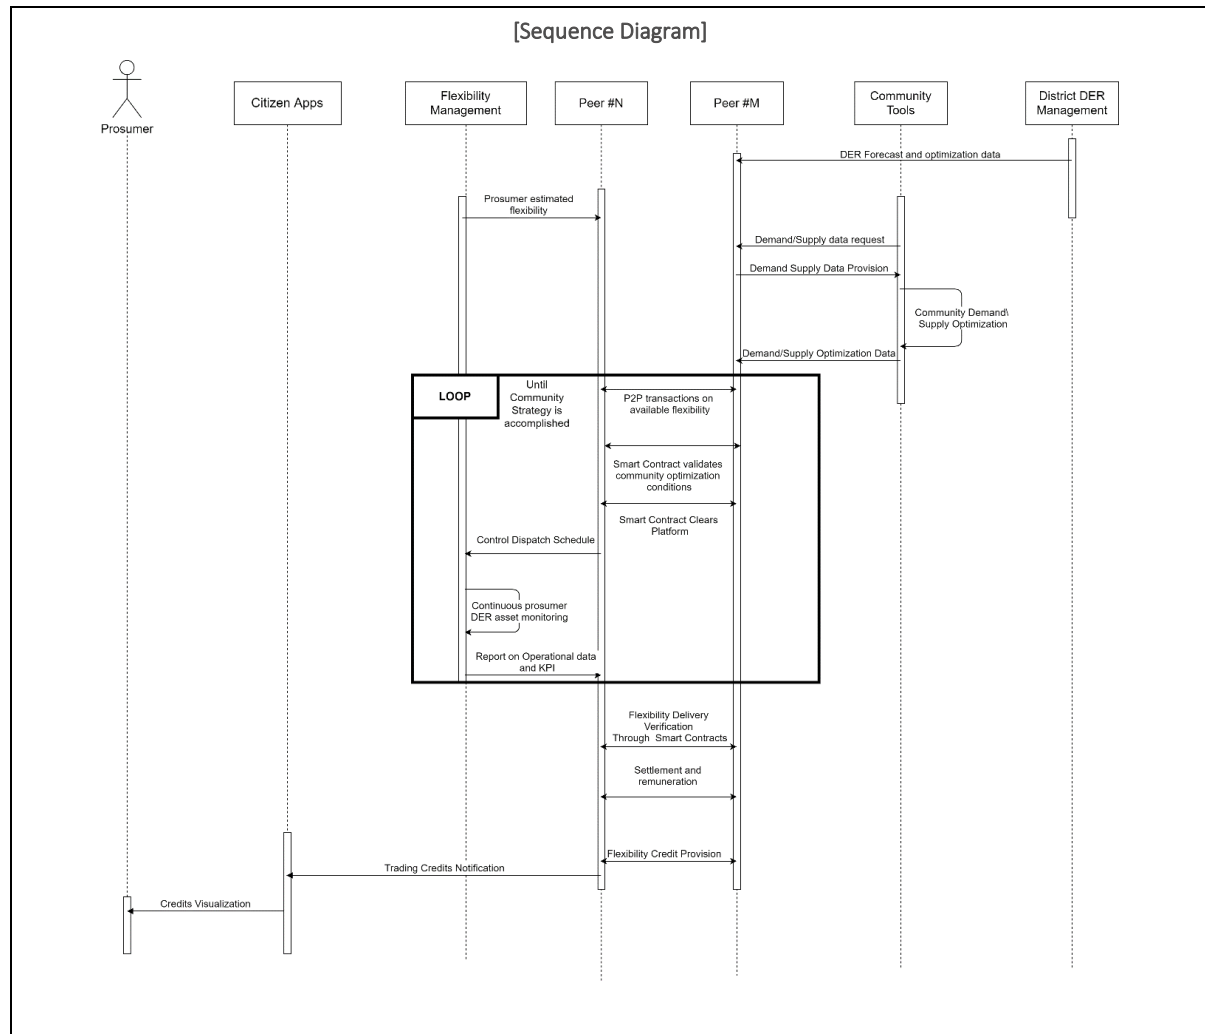 [Sequence Diagram]
Prosumer
Citizen Apps
Flexibility
Management
Peer #N
Peer #M
Community
Tools
District DER
Management
DER Forecast and optimization data
Prosumer estimated
flexibility
Demand/Supply data request
Demand Supply Data Provision
Community Demand\
Supply Optimization
Demand/Supply Optimization Data
LOOP
Until
Community
Strategy is
accomplished
P2P transactions on
available flexibility
Smart Contract validates
community optimization
conditions
Smart Contract Clears
Platform
Control Dispatch Schedule
Continuous prosumer
DER asset monitoring
Report on Operational data
and KPI
Flexibility Delivery
Verification
Through Smart Contracts
Settlement and
remuneration
Flexibility Credit Provision
Trading Credits Notification
Credits Visualization